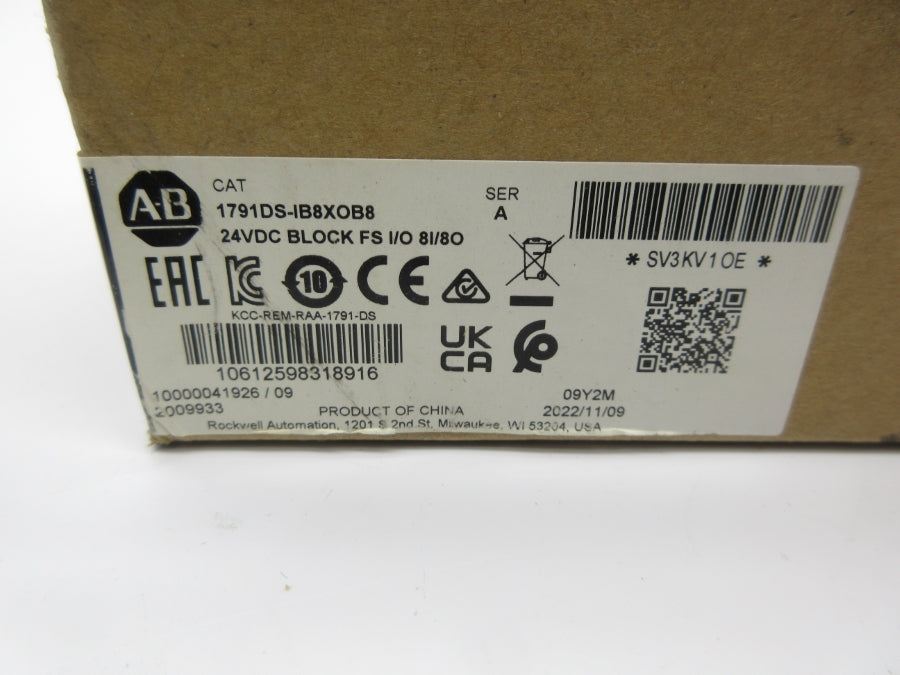 A-B
CAT
1791DS-IB8XOB8
24VDC BLOCK FS I/O 8I/8O
SER
A
* SV3KV10E *
EAC
10
CE
KCC-REM-RAA-1791-DS
UK
CA
10612598318916
10000041926 / 09
2009933
09Y2M
2022/11/09
PRODUCT OF CHINA
Rockwell Automation, 1201 S 2nd St, Milwaukee, WI 53204, USA